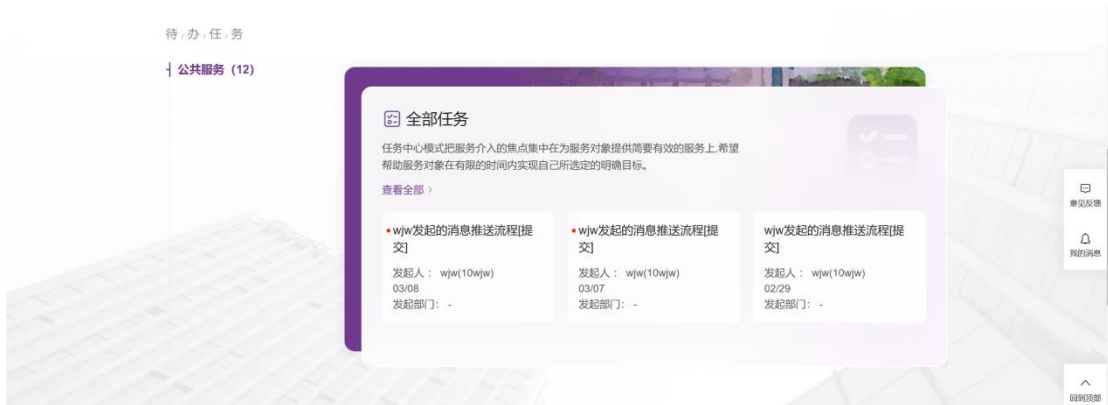 待办任务
公共服务（12）
全部任务
任务中心模式把服务介入的焦点集中在为服务对象提供简要有效的服务上,希望
帮助服务对象在有限的时间内实现自己所选定的明确目标。
查看全部 >
wjw发起的消息推送流程[提
交]
发起人： wjw(10wjw)
03/08
发起部门： -
wjw发起的消息推送流程[提
交]
发起人： wjw(10wjw)
03/07
发起部门： -
wjw发起的消息推送流程[提
交]
发起人： wjw(10wjw)
02/29
发起部门： -
意见反馈
我的消息
回到顶部